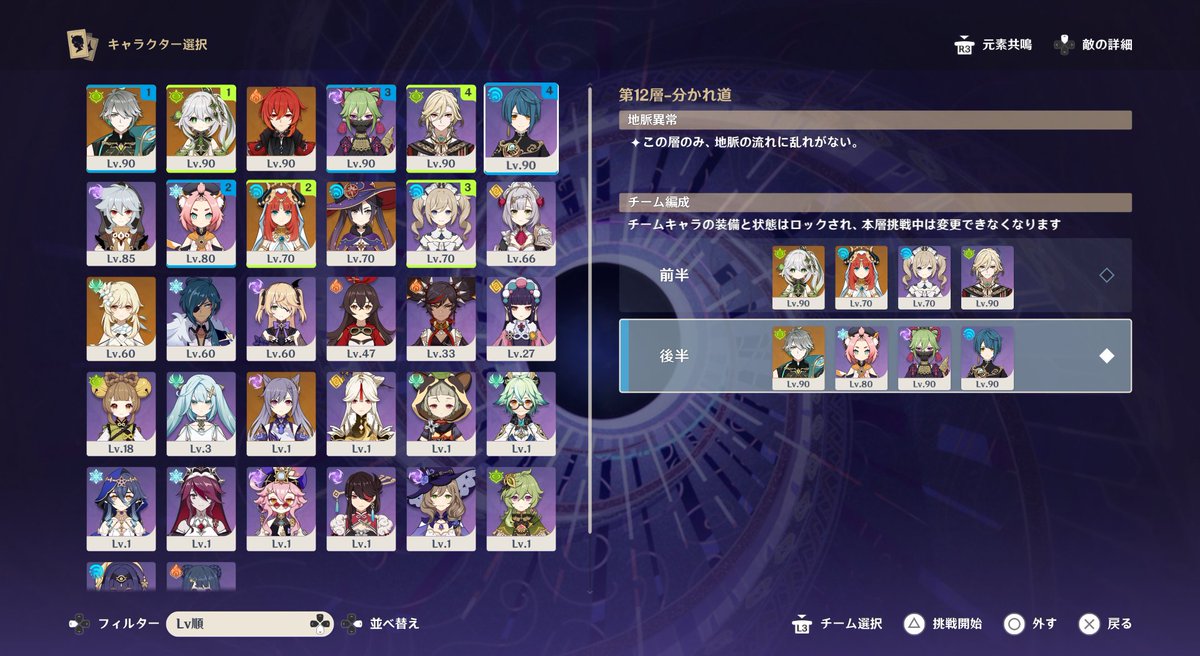 キャラクター選択
R3 元素共鳴 敵の詳細
1 1 3 4 4
Lv.90 Lv.90 Lv.90 Lv.90 Lv.90 Lv.90
2 2 3
Lv.85 Lv.80 Lv.70 Lv.70 Lv.70 Lv.66
Lv.60 Lv.60 Lv.60 Lv.47 Lv.33 Lv.27
Lv.18 Lv.3 Lv.1 Lv.1 Lv.1 Lv.1
Lv.1 Lv.1 Lv.1 Lv.1 Lv.1 Lv.1
第12層-分かれ道
地脈異常
✦この層のみ、地脈の流れに乱れがない。
チーム編成
チームキャラの装備と状態はロックされ、本層挑戦中は変更できなくなります
前半
Lv.90 Lv.70 Lv.70 Lv.90
後半
Lv.90 Lv.80 Lv.90 Lv.90
フィルター Lv順 並べ替え
L3 チーム選択 挑戦開始 外す 戻る